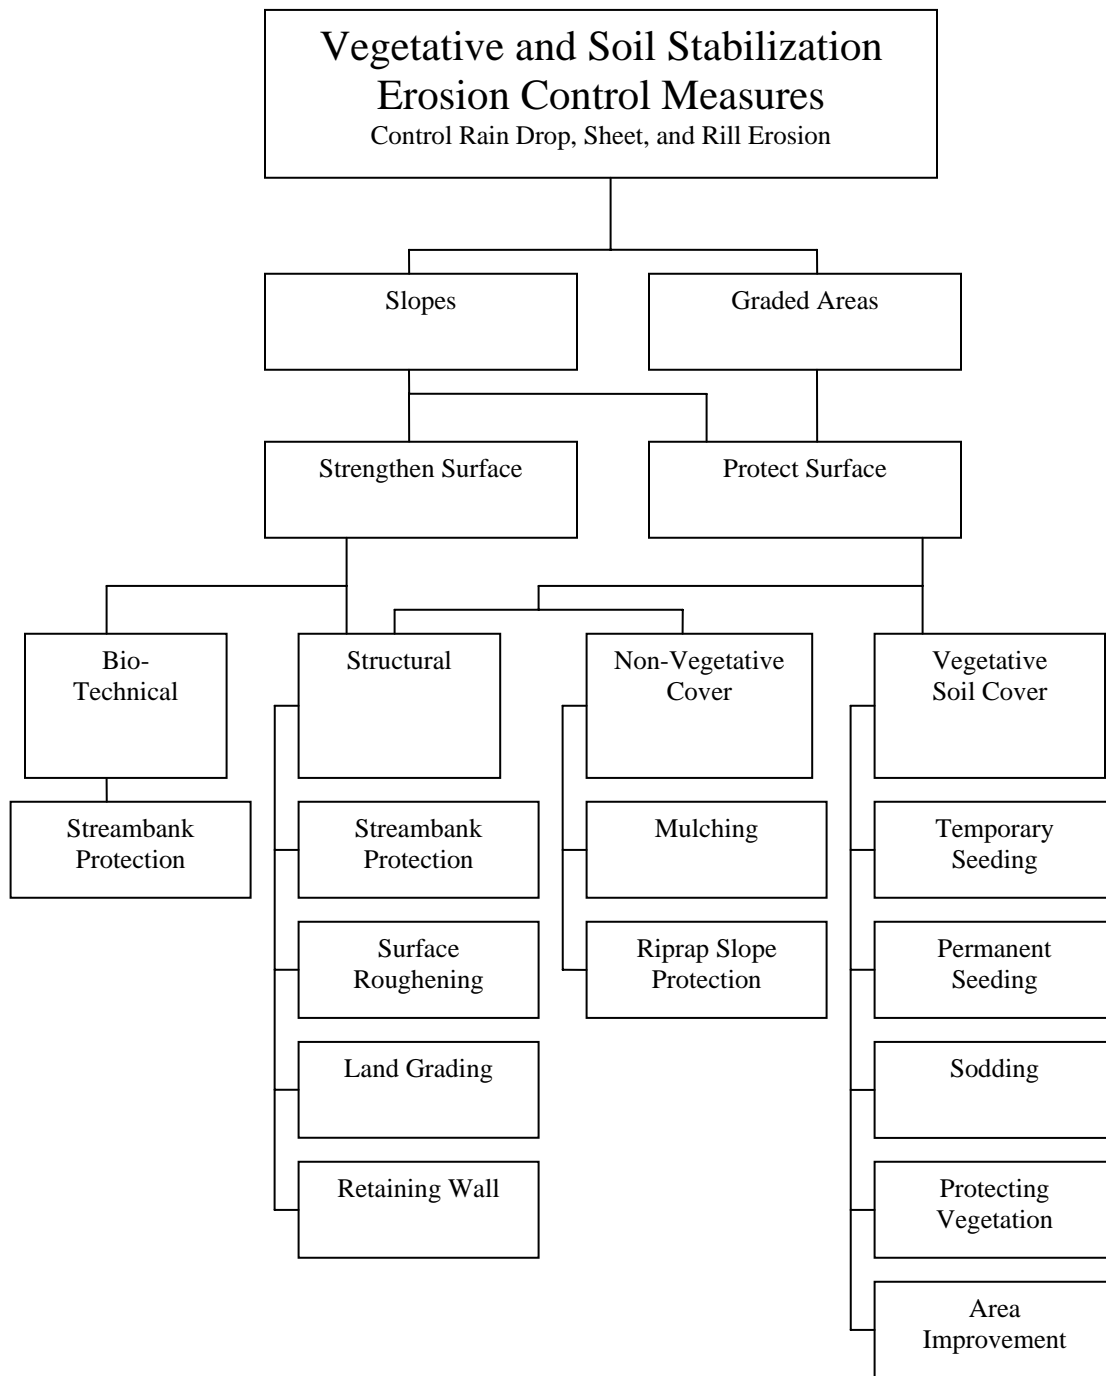 Vegetative and Soil Stabilization
Erosion Control Measures
Control Rain Drop, Sheet, and Rill Erosion
Slopes
Graded Areas
Strengthen Surface
Protect Surface
Bio-
Technical
Structural
Non-Vegetative
Cover
Vegetative
Soil Cover
Streambank
Protection
Streambank
Protection
Mulching
Temporary
Seeding
Surface
Roughening
Riprap Slope
Protection
Permanent
Seeding
Land Grading
Sodding
Retaining Wall
Protecting
Vegetation
Area
Improvement